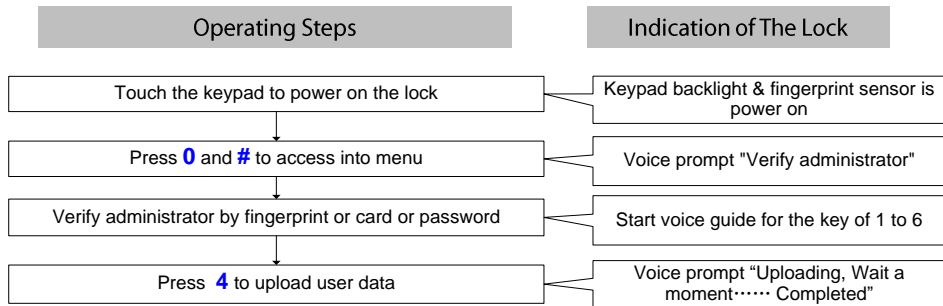 Operating Steps
Indication of The Lock
Touch the keypad to power on the lock
Keypad backlight & fingerprint sensor is
power on
Press 0 and # to access into menu
Voice prompt "Verify administrator"
Verify administrator by fingerprint or card or password
Start voice guide for the key of 1 to 6
Press 4 to upload user data
Voice prompt “Uploading, Wait a
moment⋯⋯ Completed”